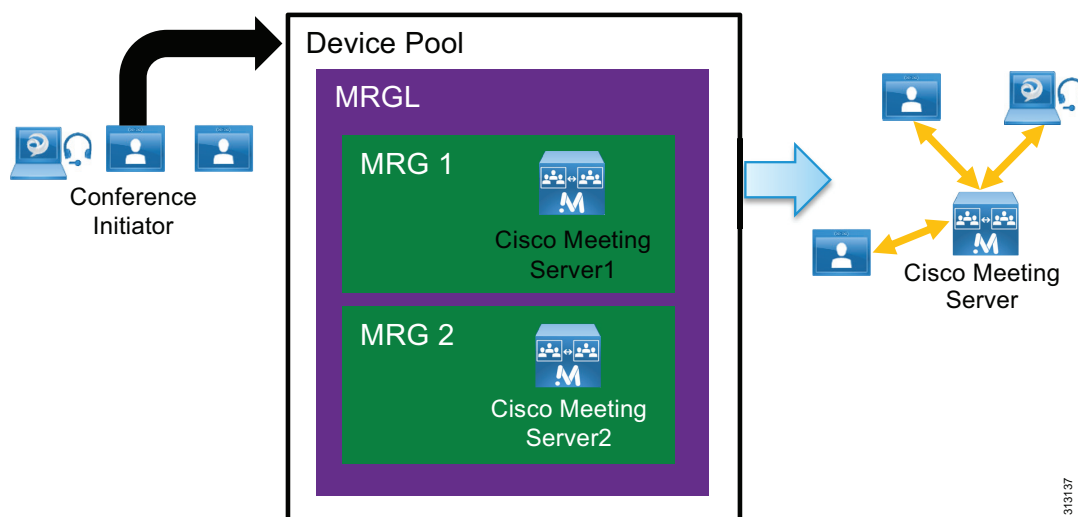 Device Pool
MRGL
MRG 1
Cisco Meeting
Server1
MRG 2
Cisco Meeting
Server2
Conference
Initiator
Cisco Meeting
Server
313137